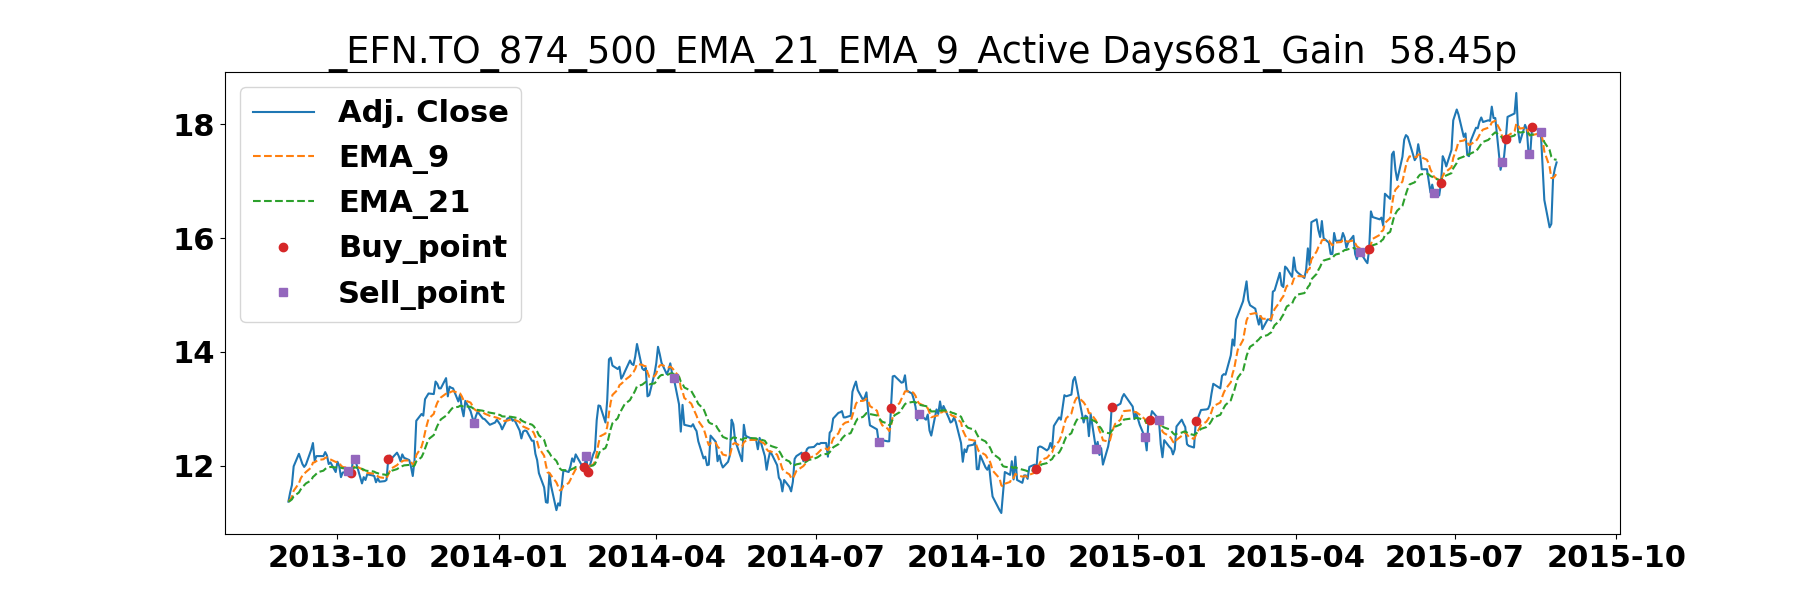 _EFN.TO_874_500_EMA_21_EMA_9_Active Days681_Gain  58.45p
Adj. Close
EMA_9
EMA_21
Buy_point
Sell_point
18
16
14
12
2013-10 2014-01 2014-04 2014-07 2014-10 2015-01 2015-04 2015-07 2015-10